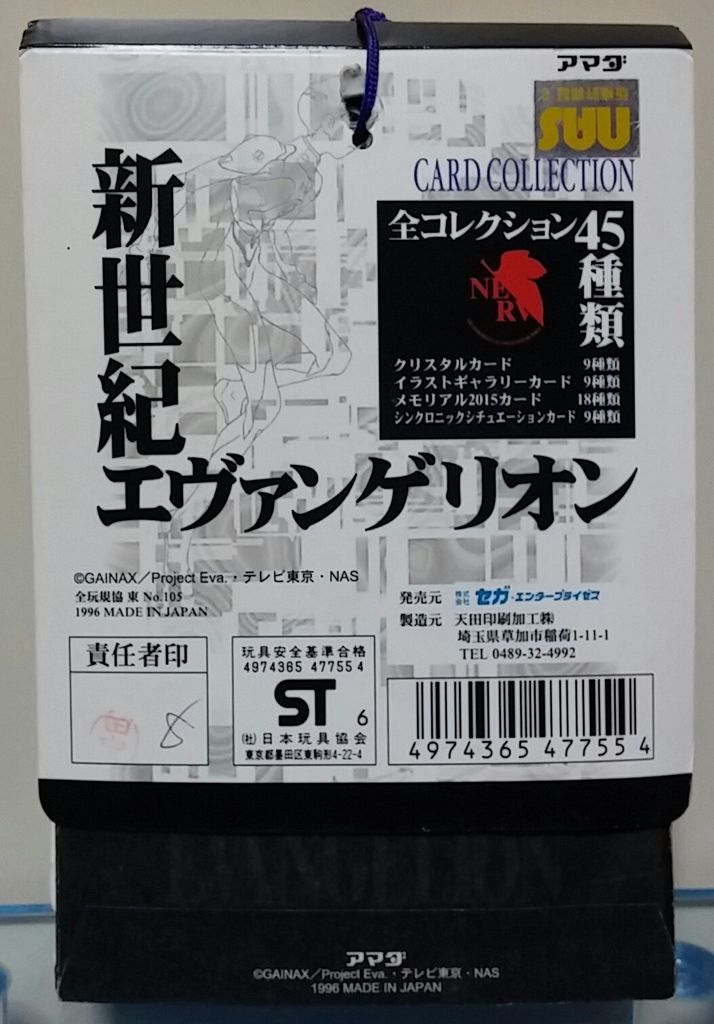 アマダ
CARD COLLECTION
新世紀
エヴァンゲリオン
全コレクション45種類
NERV
クリスタルカード 9種類
イラストギャラリーカード 9種類
メモリアル2015カード 18種類
シンクロニックシチュエーションカード 9種類
©GAINAX／Project Eva.・テレビ東京・NAS
全玩規協 東 No.105
1996 MADE IN JAPAN
発売元 株式会社 セガ・エンタープライゼス
製造元 天田印刷加工㈱
埼玉県草加市稲荷1-11-1
TEL 0489-32-4992
責任者印
8
玩具安全基準合格
4974365 477554
ST 6
(社)日本玩具協会
東京都墨田区東駒形4-22-4
4974365 477554
EVANGELION
アマダ
©GAINAX／Project Eva.・テレビ東京・NAS
1996 MADE IN JAPAN